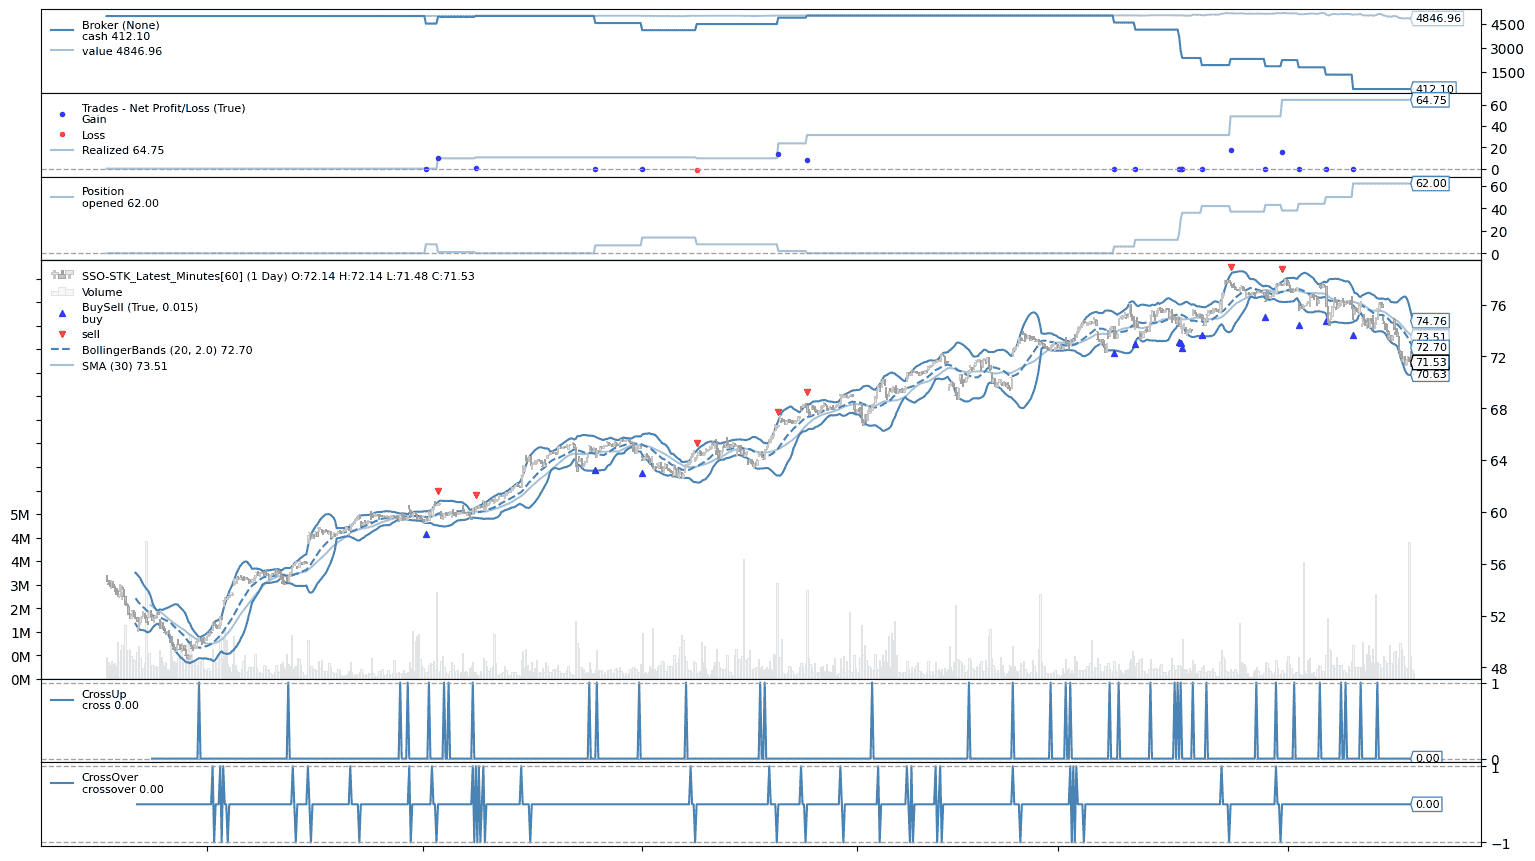 Broker (None)
cash 412.10
value 4846.96
4846.96
4500
3000
1500
412.10
Trades - Net Profit/Loss (True)
Gain
Loss
Realized 64.75
64.75
60
40
20
0
Position
opened 62.00
62.00
60
40
20
0
SSO-STK_Latest_Minutes[60] (1 Day) O:72.14 H:72.14 L:71.48 C:71.53
Volume
BuySell (True, 0.015)
buy
sell
BollingerBands (20, 2.0) 72.70
SMA (30) 73.51
76
74.76
73.51
72.70
72
71.53
70.63
68
64
60
56
52
48
5M
4M
4M
3M
2M
1M
0M
0M
CrossUp
cross 0.00
1
0
0.00
CrossOver
crossover 0.00
1
0.00
−1